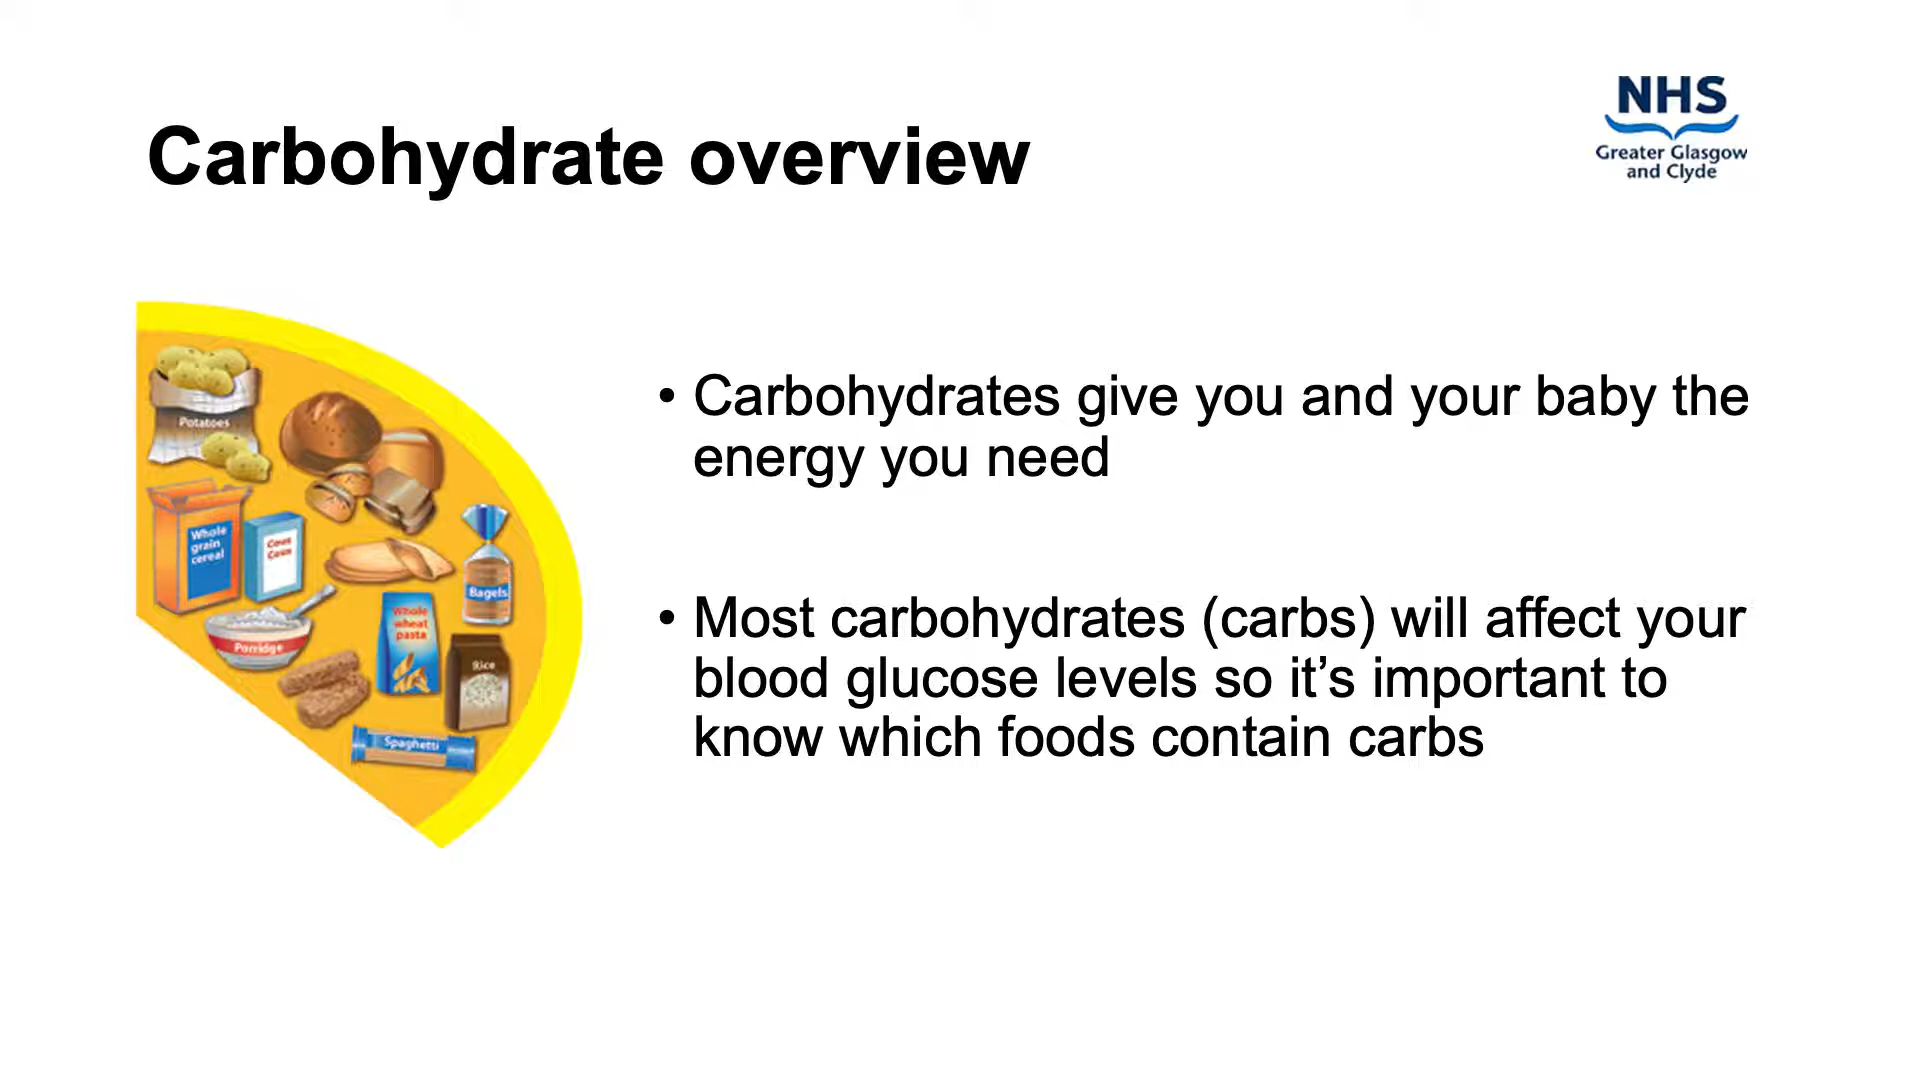 NHS
Greater Glasgow
and Clyde
Carbohydrate overview
Potatoes
Whole
grain
cereal
Cous
Cous
Bagels
Whole
wheat
pasta
Porridge
Rice
Spaghetti
• Carbohydrates give you and your baby the
energy you need
• Most carbohydrates (carbs) will affect your
blood glucose levels so it’s important to
know which foods contain carbs